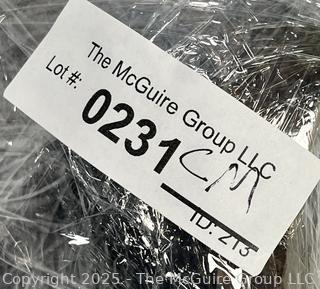 The McGuire Group LLC
Lot #:
0231
CM
ID: 213
Copyright 2025 - The McGuire Group LLC